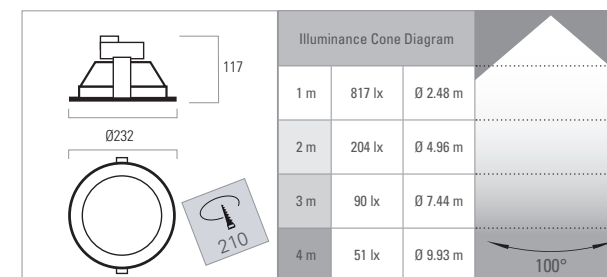 117
Ø232
210
Illuminance Cone Diagram
1 m 817 lx Ø 2.48 m
2 m 204 lx Ø 4.96 m
3 m 90 lx Ø 7.44 m
4 m 51 lx Ø 9.93 m
100°